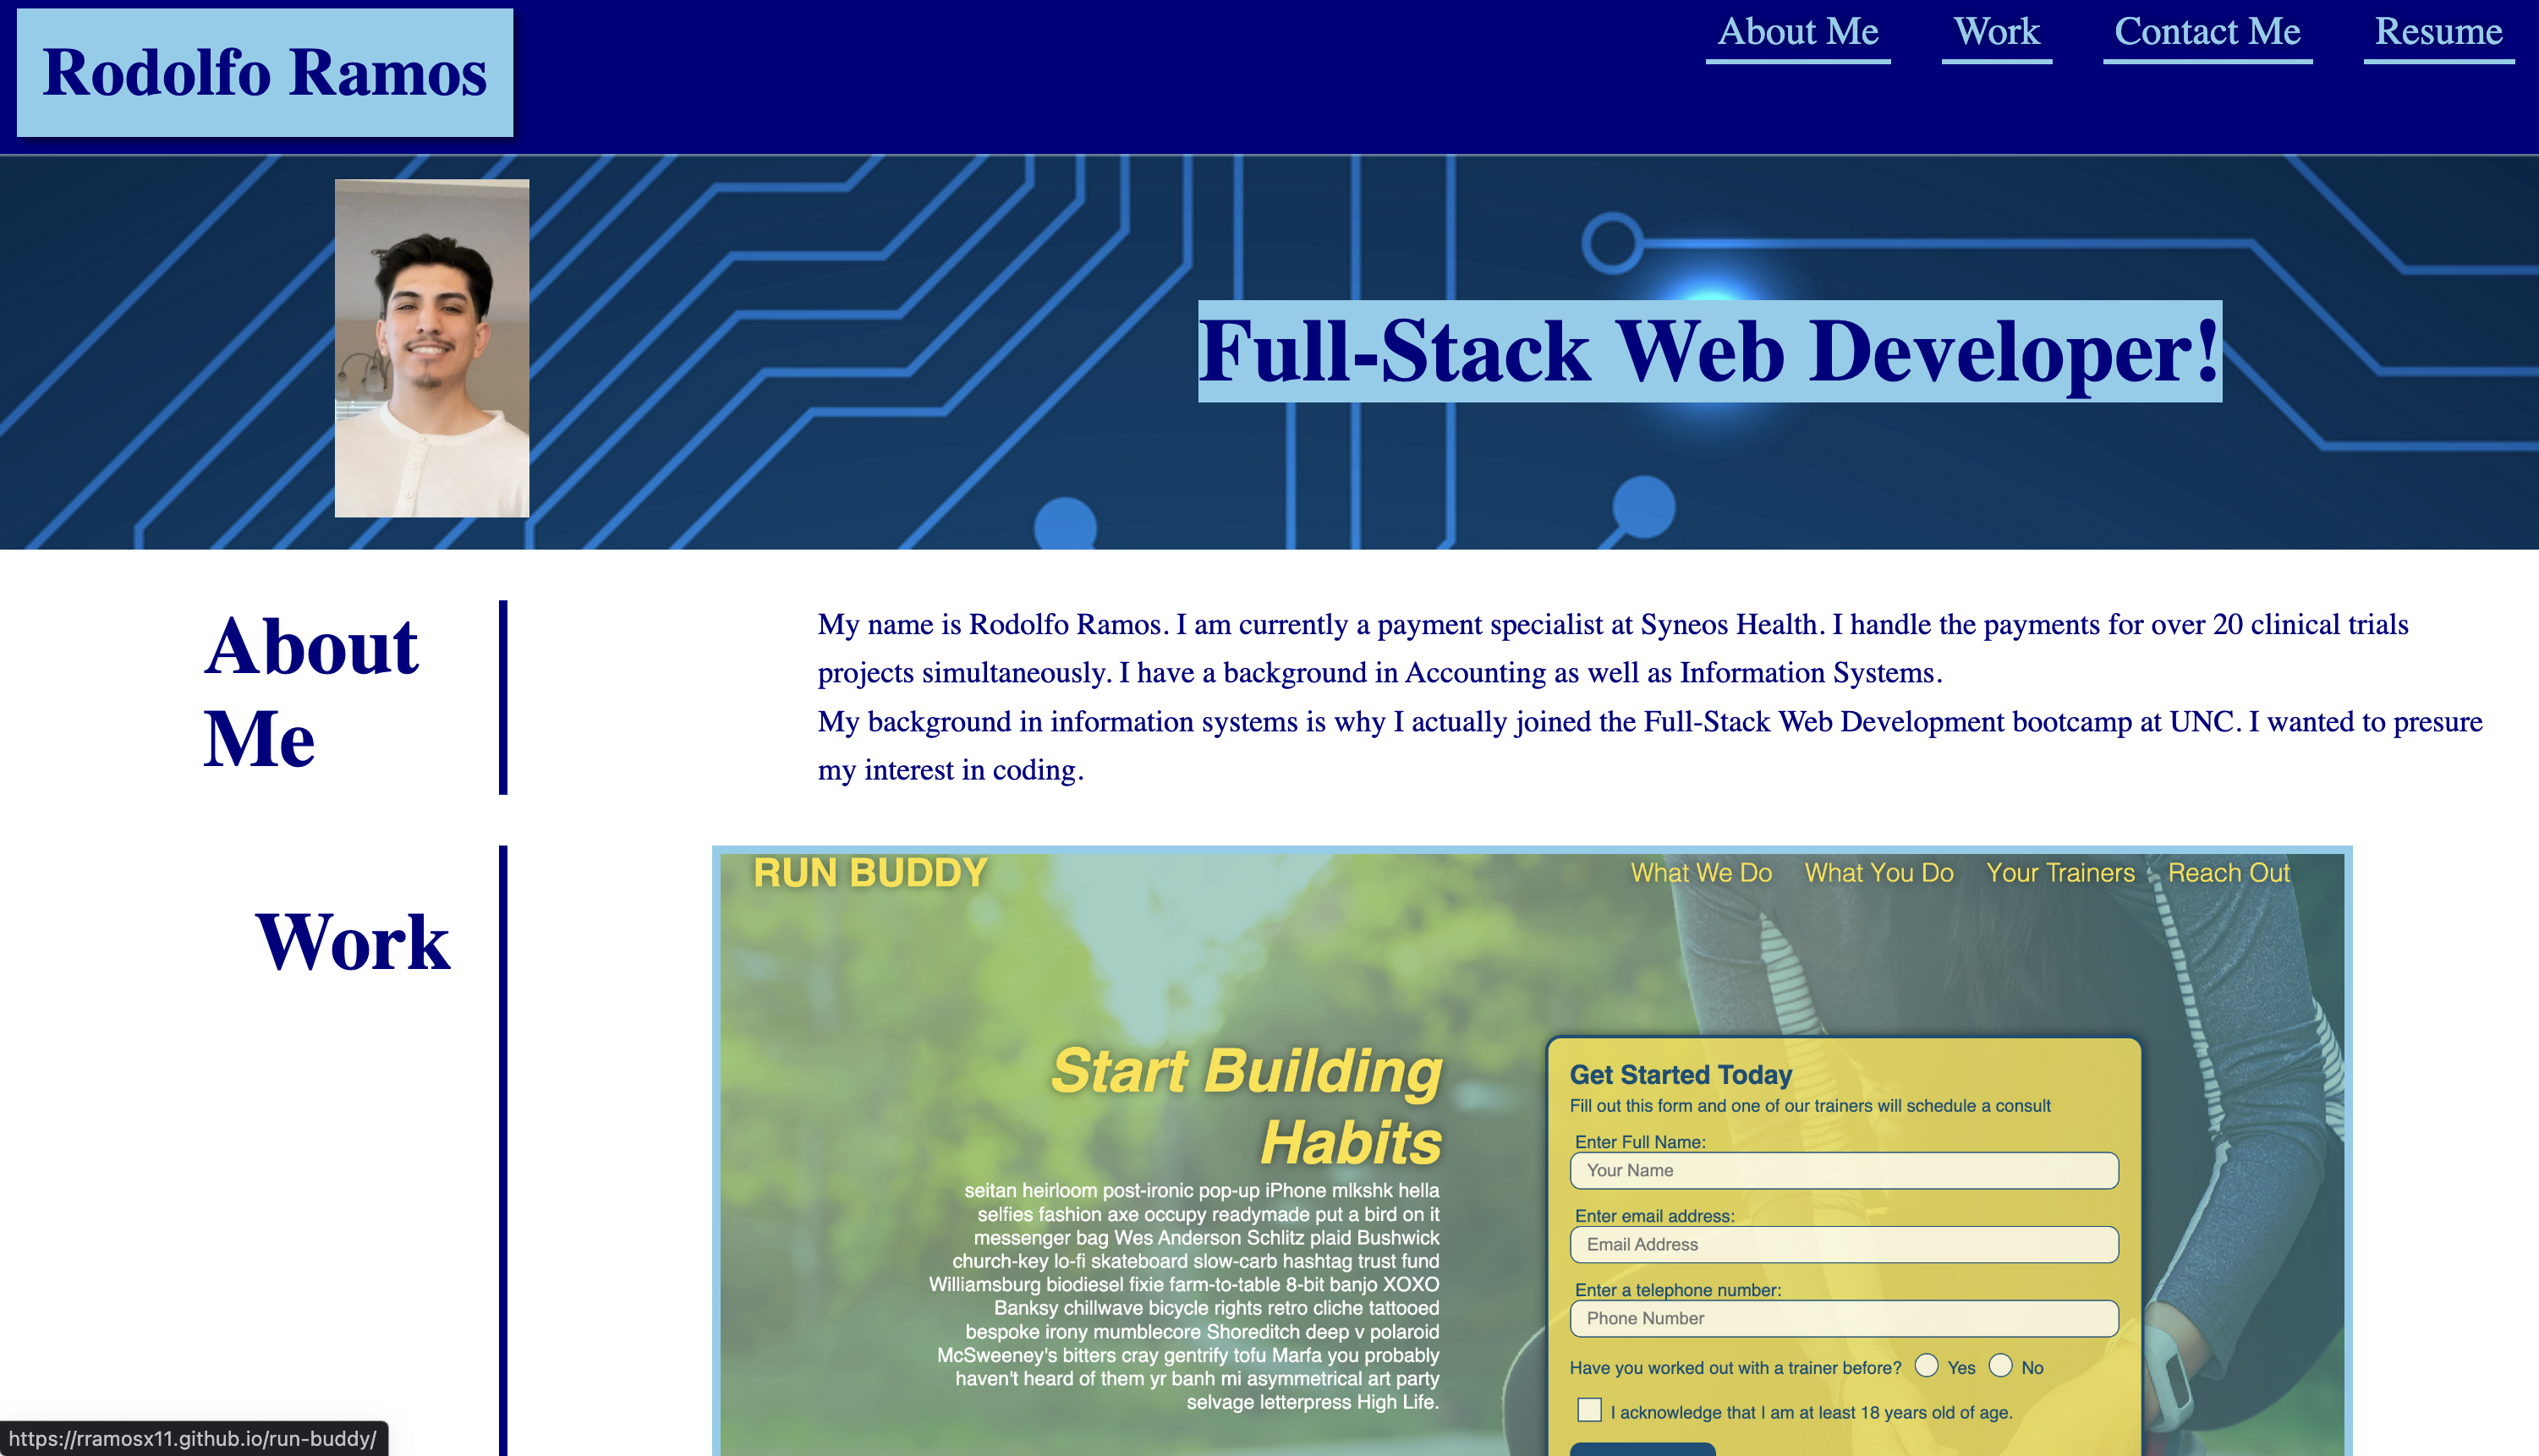 Rodolfo Ramos
About Me Work Contact Me Resume
Full-Stack Web Developer!
About
Me
My name is Rodolfo Ramos. I am currently a payment specialist at Syneos Health. I handle the payments for over 20 clinical trials
projects simultaneously. I have a background in Accounting as well as Information Systems.
My background in information systems is why I actually joined the Full-Stack Web Development bootcamp at UNC. I wanted to presure
my interest in coding.
Work
RUN BUDDY
What We Do What You Do Your Trainers Reach Out
Start Building
Habits
seitan heirloom post-ironic pop-up iPhone mlkshk hella
selfies fashion axe occupy readymade put a bird on it
messenger bag Wes Anderson Schlitz plaid Bushwick
church-key lo-fi skateboard slow-carb hashtag trust fund
Williamsburg biodiesel fixie farm-to-table 8-bit banjo XOXO
Banksy chillwave bicycle rights retro cliche tattooed
bespoke irony mumblecore Shoreditch deep v polaroid
McSweeney's bitters cray gentrify tofu Marfa you probably
haven't heard of them yr banh mi asymmetrical art party
selvage letterpress High Life.
Get Started Today
Fill out this form and one of our trainers will schedule a consult
Enter Full Name:
Your Name
Enter email address:
Email Address
Enter a telephone number:
Phone Number
Have you worked out with a trainer before? Yes No
I acknowledge that I am at least 18 years old of age.
https://rramosx11.github.io/run-buddy/